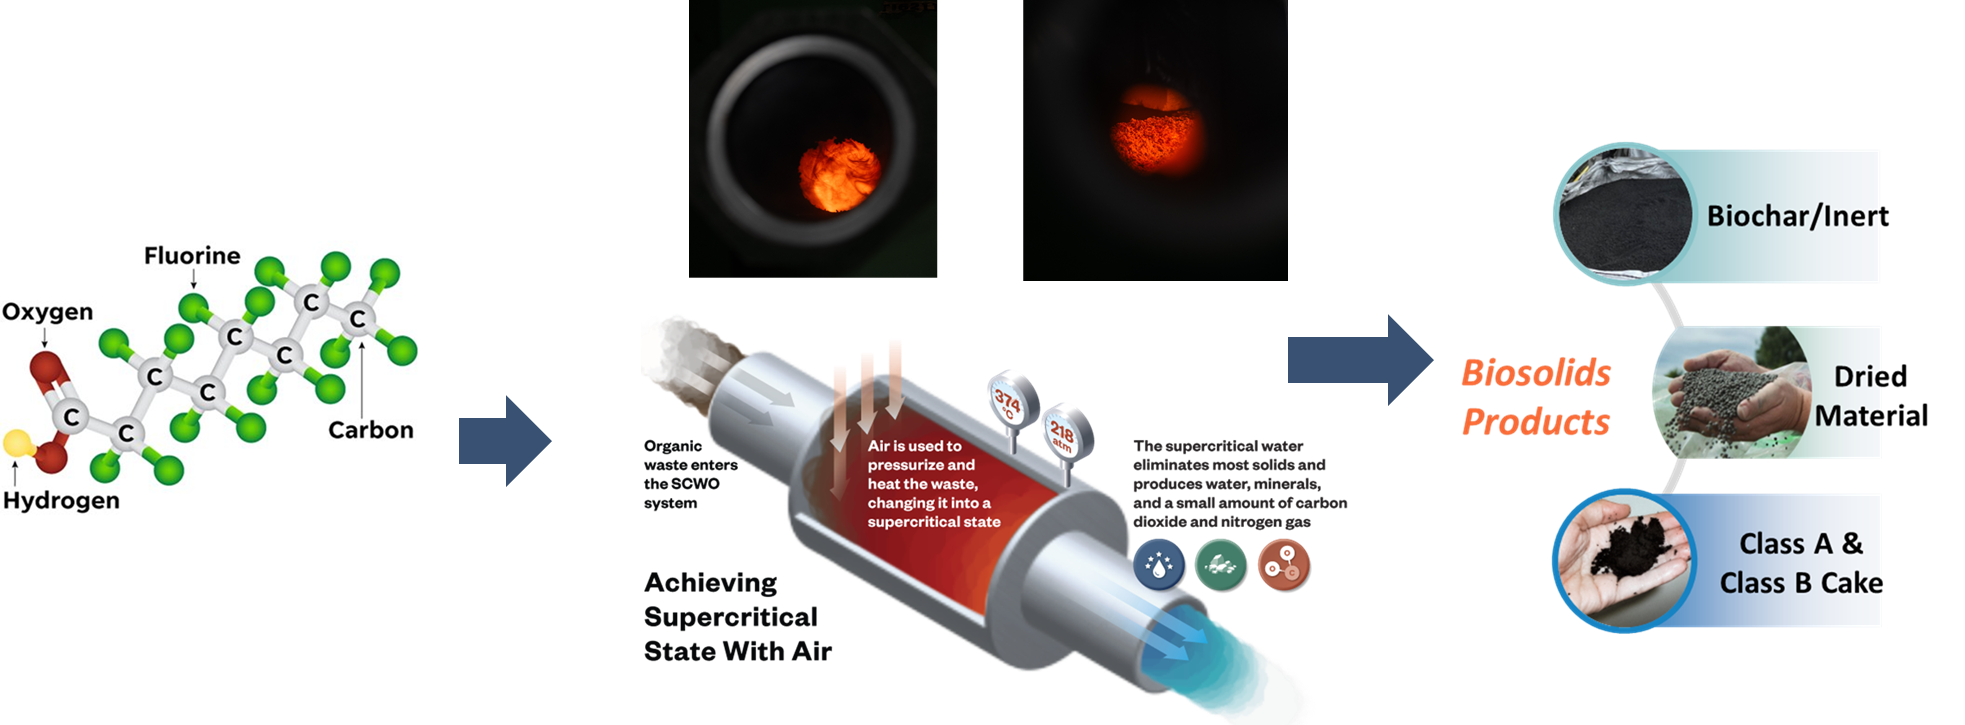 Fluorine
Oxygen
Hydrogen
Carbon
C
C
C
C
C
C
C
C
Organic
waste enters
the SCWO
system
Air is used to
pressurize and
heat the waste,
changing it into a
supercritical state
374
°C
218
atm
The supercritical water
eliminates most solids and
produces water, minerals,
and a small amount of carbon
dioxide and nitrogen gas
O
O
C
Achieving
Supercritical
State With Air
Biosolids
Products
Biochar/Inert
Dried
Material
Class A &
Class B Cake